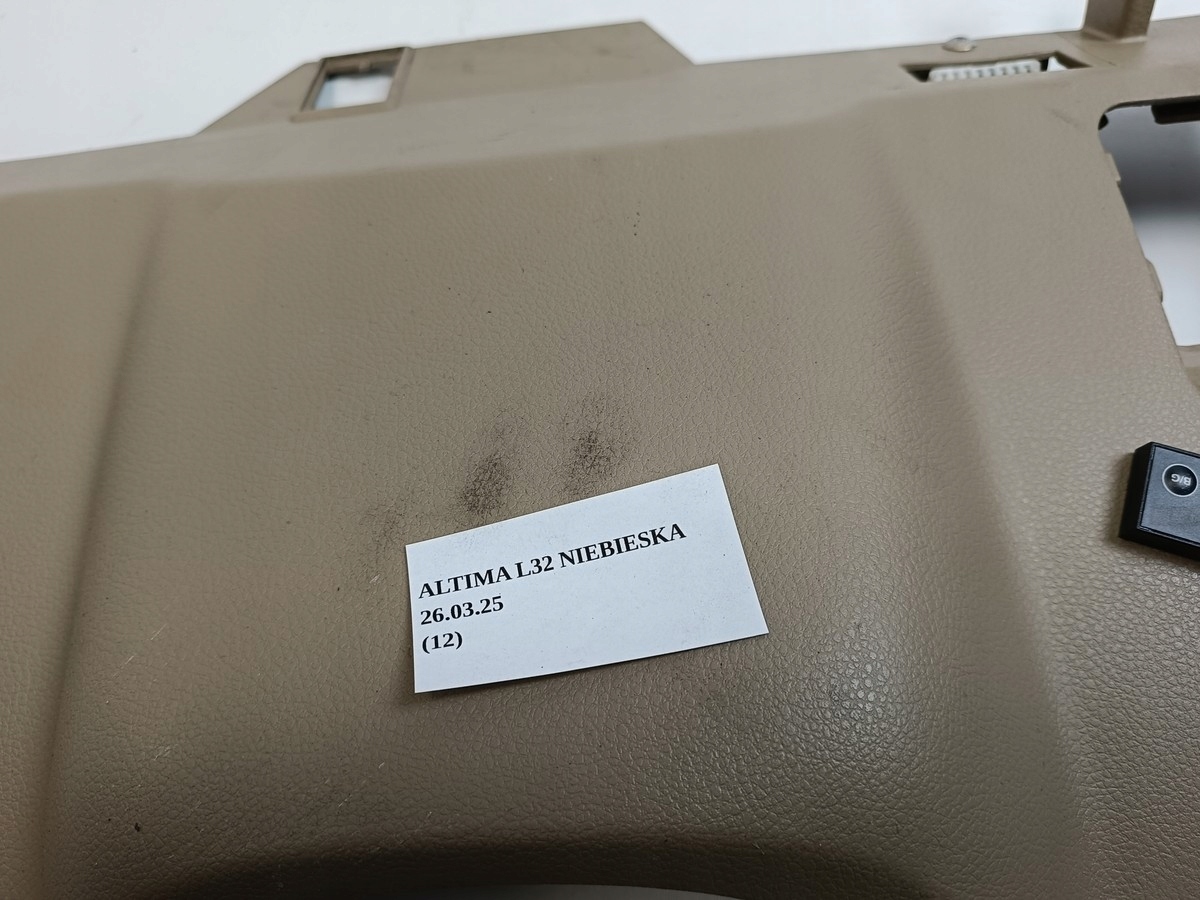 ALTIMA L32 NIEBIESKA
26.03.25
(12)
B/G